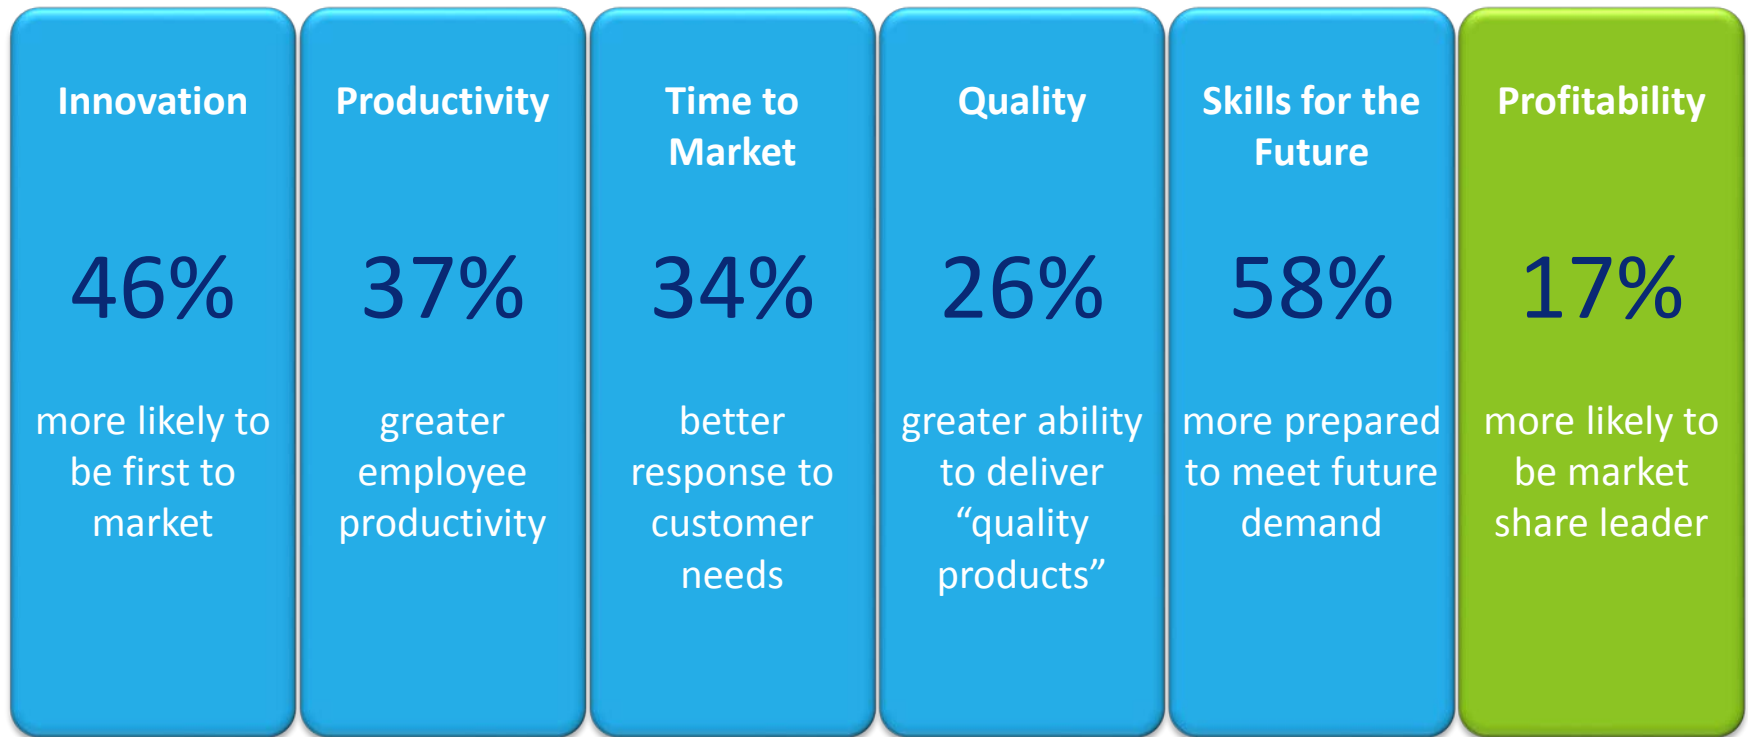 Innovation
46%
more likely to
be first to
market
Productivity
37%
greater
employee
productivity
Time to
Market
34%
better
response to
customer
needs
Quality
26%
greater ability
to deliver
“quality
products”
Skills for the
Future
58%
more prepared
to meet future
demand
Profitability
17%
more likely to
be market
share leader